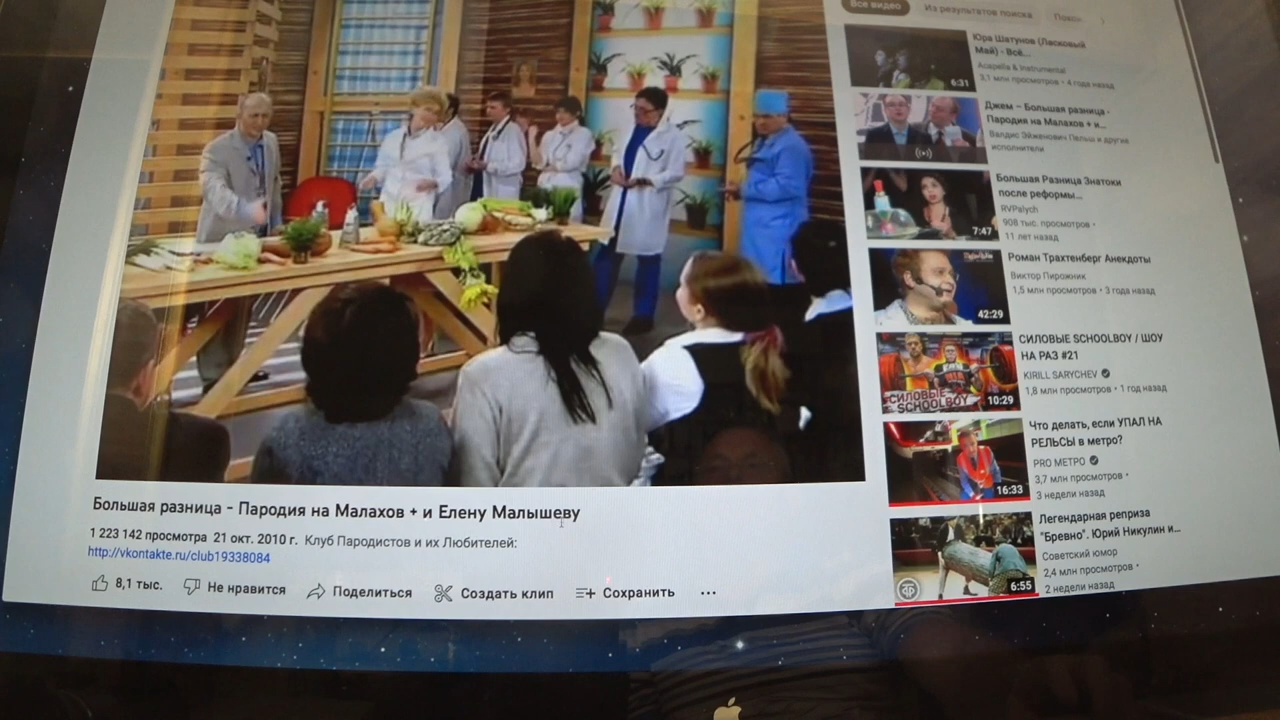 Большая разница - Пародия на Малахов + и Елену Малышеву
1 223 142 просмотра 21 окт. 2010 г. Клуб Пародистов и их Любителей:
http://vkontakte.ru/club19338084
8,1 тыс. Не нравится Поделиться Создать клип Сохранить ...
Все видео Из результатов поиска
Юра Шатунов (Ласковый
Май) - Всё...
Acapella & Instrumental
3,1 млн просмотров • 4 года назад
6:31
Джем – Большая разница -
Пародия на Малахов + и...
Валдис Эйженович Пельш и другие
исполнители
Большая Разница Знатоки
после реформы...
RVPalych
908 тыс. просмотров •
11 лет назад
7:47
Роман Трахтенберг Анекдоты
Виктор Пирожник
1,5 млн просмотров • 3 года назад
42:29
СИЛОВЫЕ SCHOOLBOY / ШОУ
НА РАЗ #21
KIRILL SARYCHEV
1,8 млн просмотров • 1 год назад
СИЛОВЫЕ
SCHOOLBOY
10:29
Что делать, если УПАЛ НА
РЕЛЬСЫ в метро?
PRO МЕТРО
3,7 млн просмотров •
3 недели назад
16:33
Легендарная реприза
"Бревно". Юрий Никулин и...
Советский юмор
2,4 млн просмотров •
2 недели назад
6:55